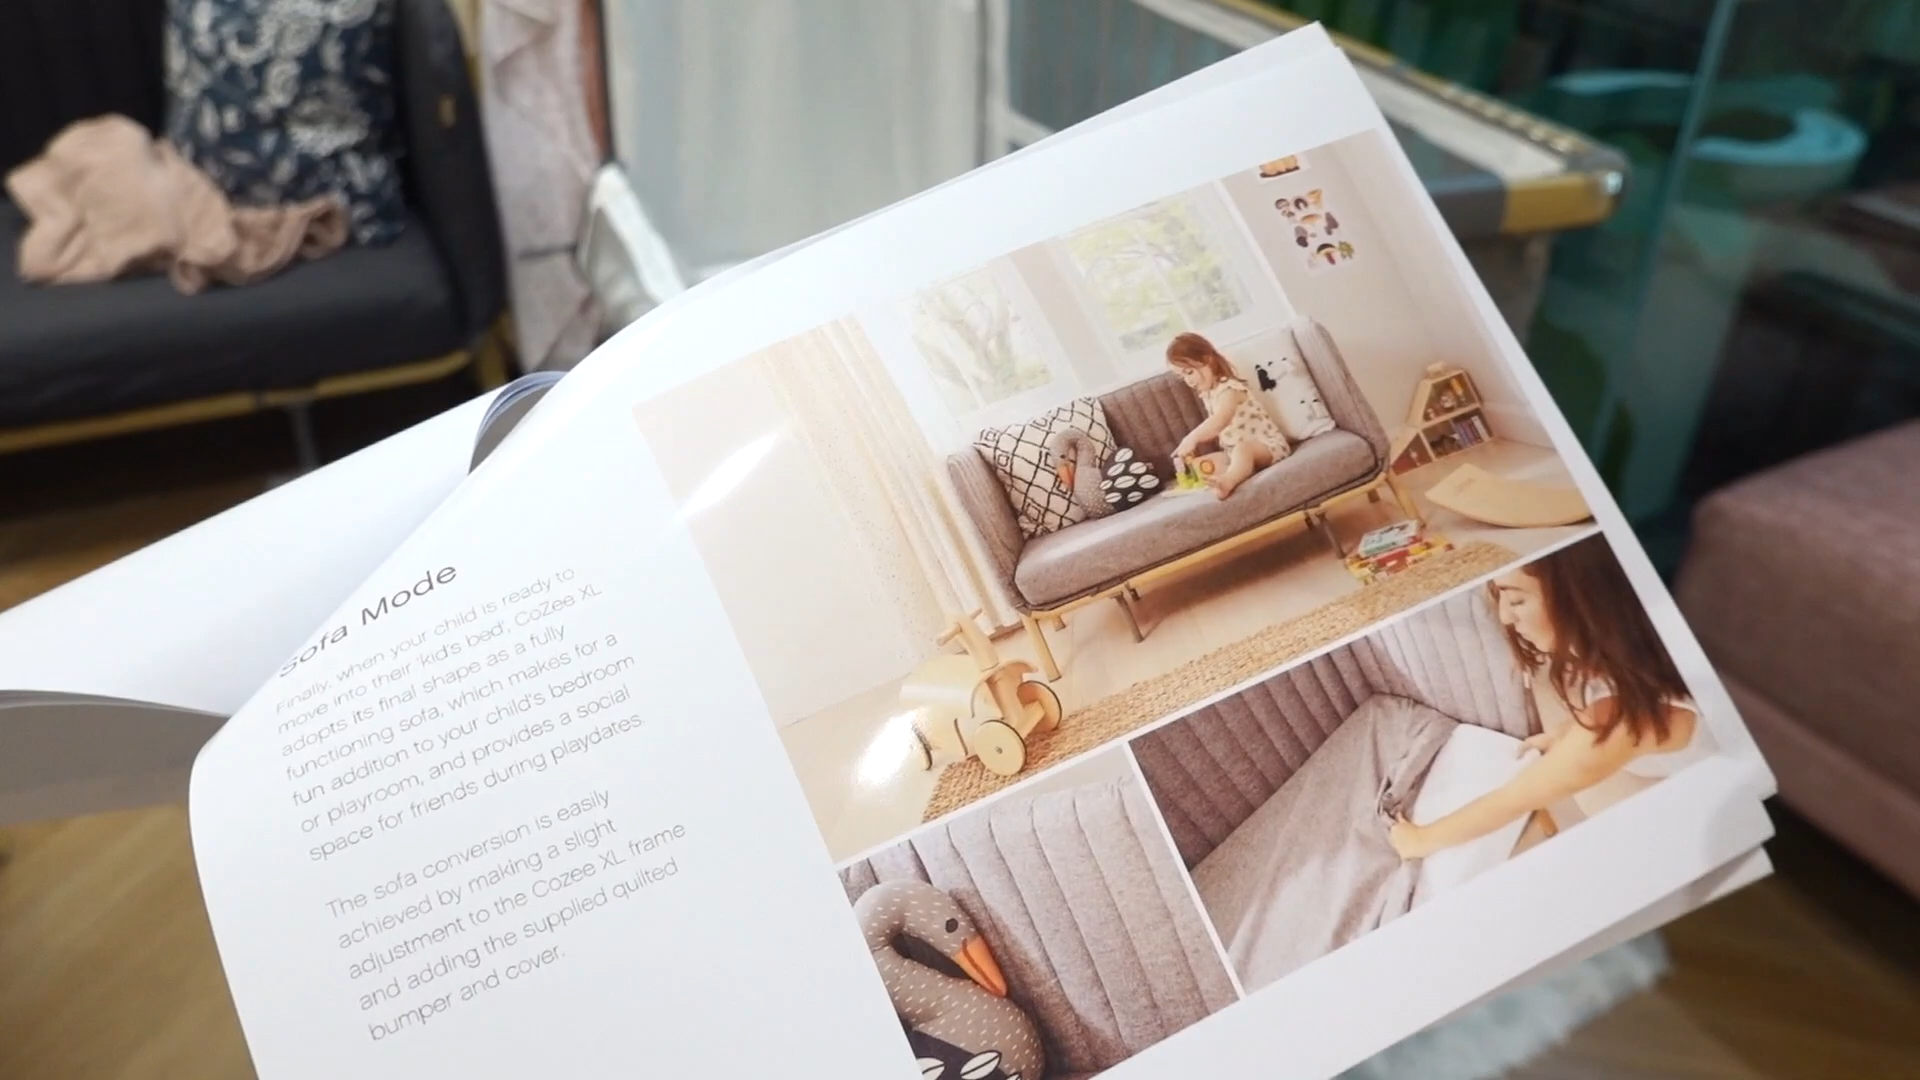 Sofa Mode
Finally, when your child is ready to
move into their 'kid's bed', CoZee XL
adopts its final shape as a fully
functioning sofa, which makes for a
fun addition to your child's bedroom
or playroom, and provides a social
space for friends during playdates.
The sofa conversion is easily
achieved by making a slight
adjustment to the Cozee XL frame
and adding the supplied quilted
bumper and cover.